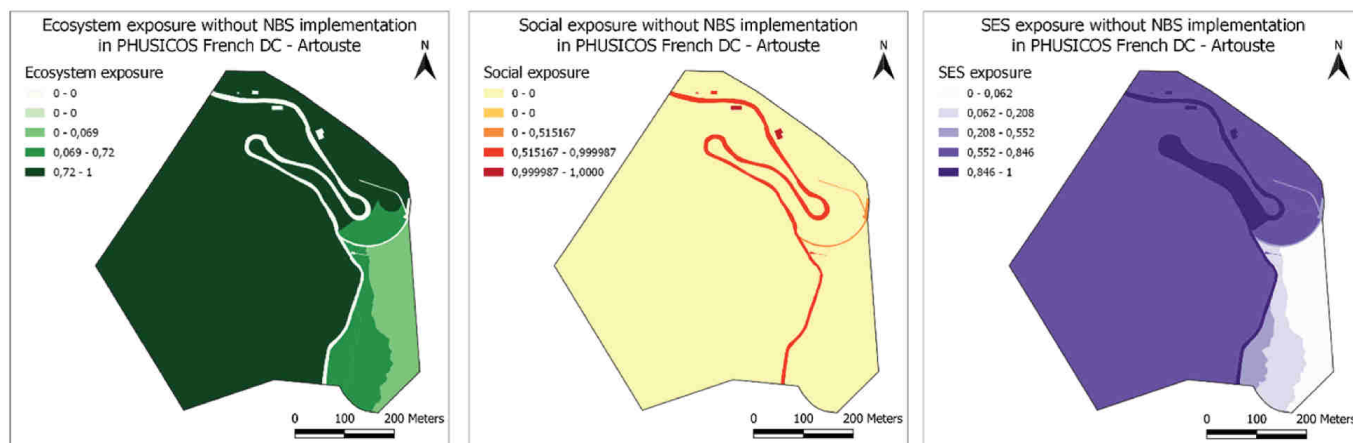 Ecosystem exposure without NBS implementation
in PHUSICOS French DC - Artouste
N
Ecosystem exposure
0 - 0
0 - 0
0 - 0,069
0,069 - 0,72
0,72 - 1
0 100 200 Meters
Social exposure without NBS implementation
in PHUSICOS French DC - Artouste
N
Social exposure
0 - 0
0 - 0
0 - 0,515167
0,515167 - 0,999987
0,999987 - 1,0000
0 100 200 Meters
SES exposure without NBS implementation
in PHUSICOS French DC - Artouste
N
SES exposure
0 - 0,062
0,062 - 0,208
0,208 - 0,552
0,552 - 0,846
0,846 - 1
0 100 200 Meters